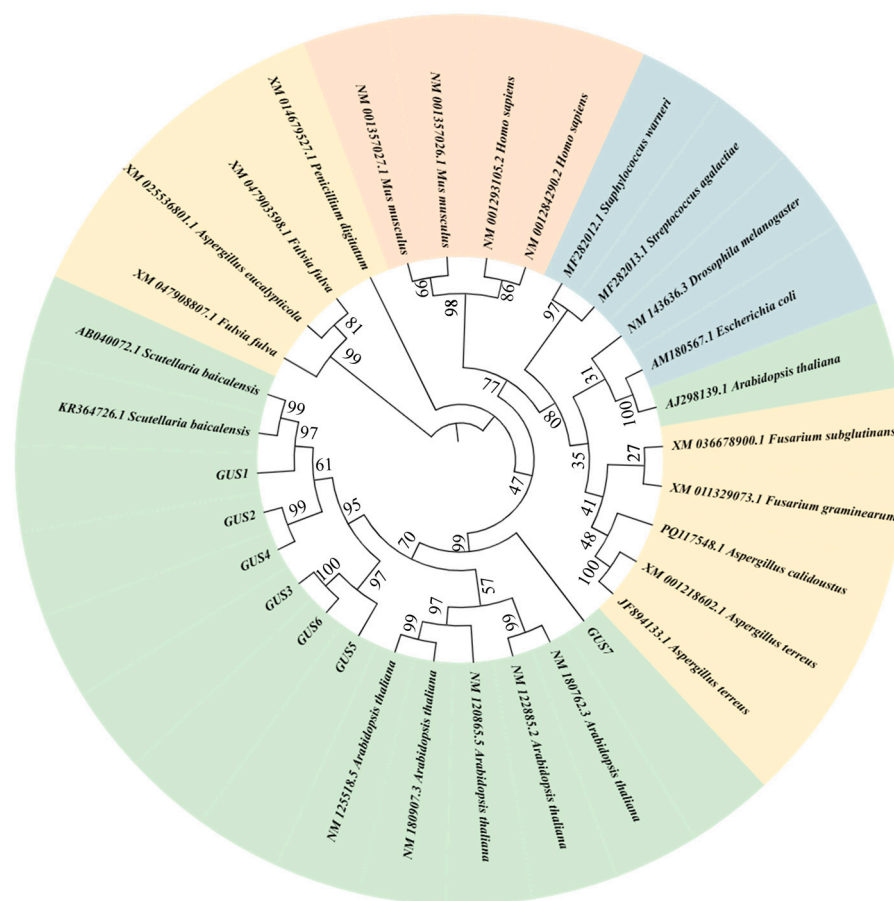 XM 014679527.1 Penicillium digitatum
NM 001357027.1 Mus musculus
NM 001357026.1 Mus musculus
NM 001293105.2 Homo sapiens
NM 001284290.2 Homo sapiens
MF282012.1 Staphylococcus warneri
MF282013.1 Streptococcus agalactiae
NM 143636.3 Drosophila melanogaster
AM180567.1 Escherichia coli
AJ298139.1 Arabidopsis thaliana
XM 036678900.1 Fusarium subglutinans
XM 011329073.1 Fusarium graminearum
PQ117548.1 Aspergillus calidoustus
XM 001218602.1 Aspergillus terreus
JF894133.1 Aspergillus terreus
GUS7
NM 180762.3 Arabidopsis thaliana
NM 122885.2 Arabidopsis thaliana
NM 120865.5 Arabidopsis thaliana
NM 180907.3 Arabidopsis thaliana
NM 125518.5 Arabidopsis thaliana
GUS5
GUS6
GUS3
GUS4
GUS2
GUS1
KR364726.1 Scutellaria baicalensis
AB040072.1 Scutellaria baicalensis
XM 047908807.1 Fulvia fulva
XM 025536801.1 Aspergillus eucalypticola
XM 047903598.1 Fulvia fulva
99
98
98
97
31
100
27
41
48
100
35
80
77
47
99
70
57
66
97
99
95
97
100
61
99
97
99
99
81